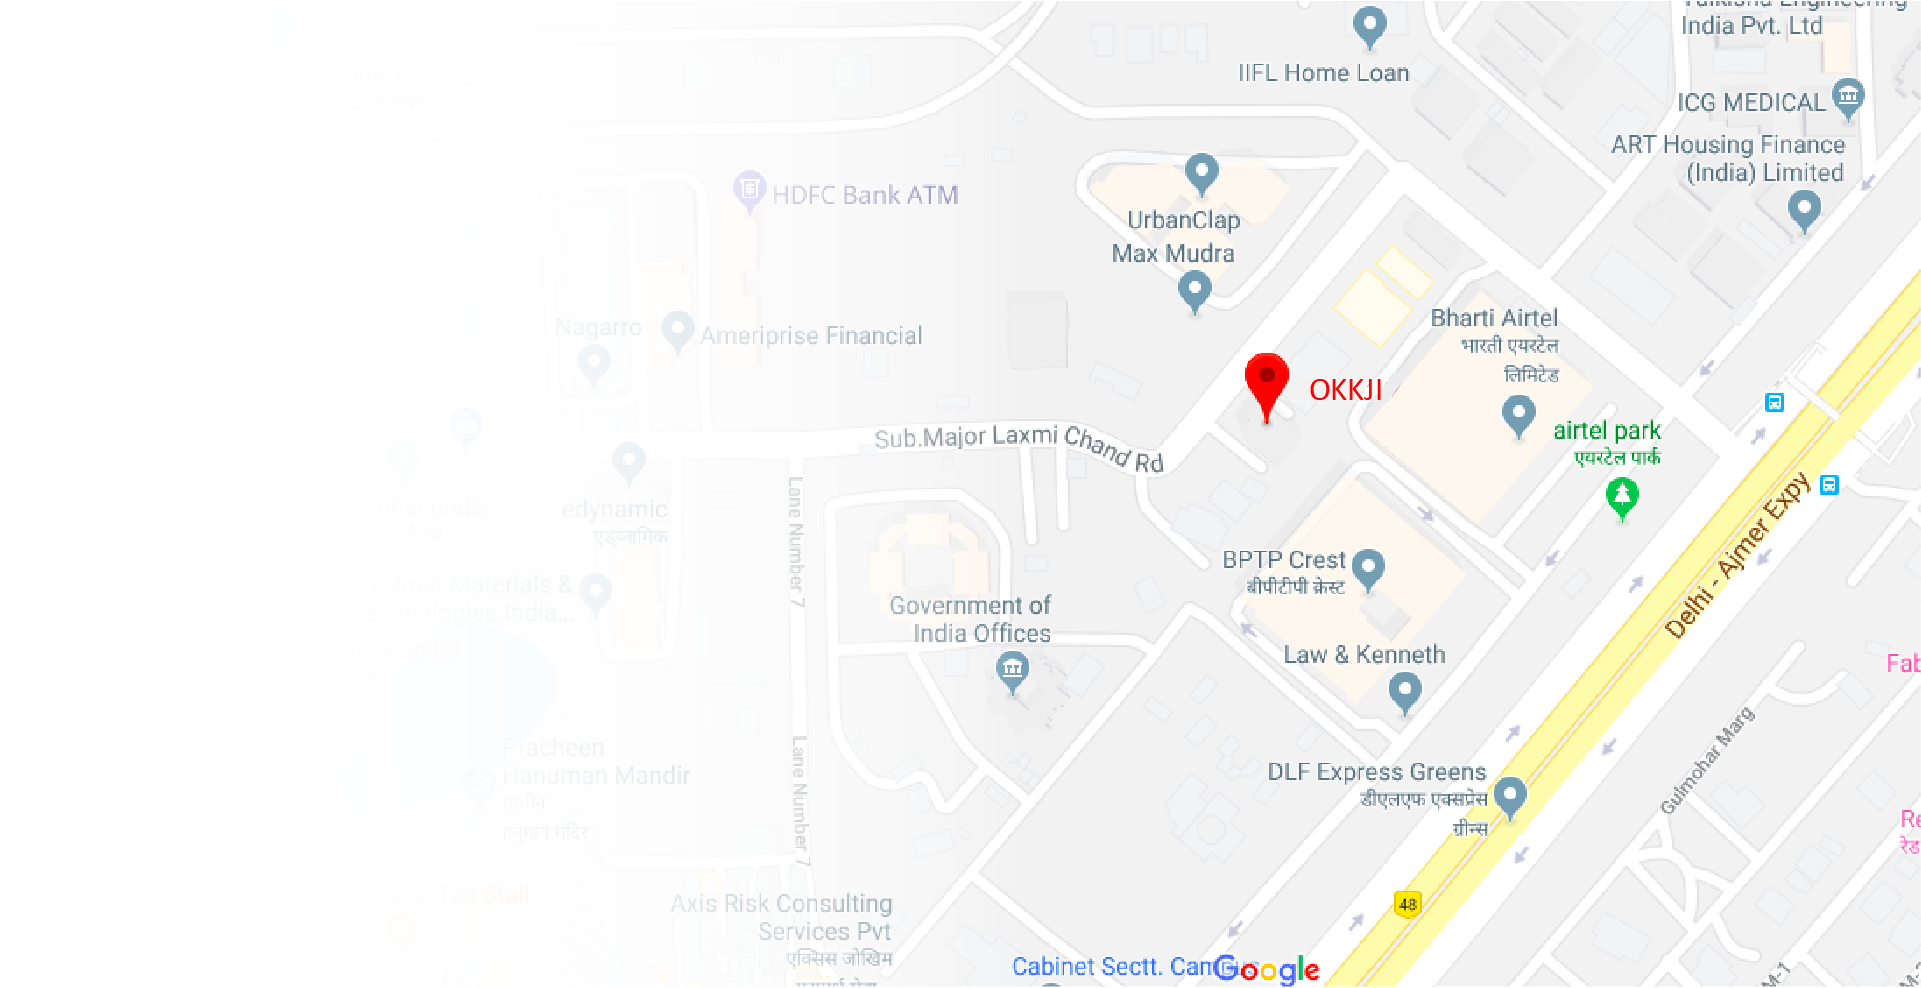 India Pvt. Ltd
IIFL Home Loan
ICG MEDICAL
ART Housing Finance
(India) Limited
HDFC Bank ATM
UrbanClap
Max Mudra
Nagarro
Ameriprise Financial
Bharti Airtel
भारती एयरटेल
लिमिटेड
OKKJI
airtel park
एयरटेल पार्क
Sub.Major Laxmi Chand Rd
Lane Number 7
edynamic
एड्य्नामिक
BPTP Crest
बीपीटीपी क्रेस्ट
Government of
India Offices
Law & Kenneth
Delhi - Ajmer Expy
Fab
Gulmohar Marg
Pracheen
Hanuman Mandir
प्राचीन
हनुमान मंदिर
Lane Number 7
DLF Express Greens
डीएलएफ एक्सप्रेस
ग्रीन्स
Re
रेड
Tea Stall
Axis Risk Consulting
Services Pvt
एक्सिस जोखिम
48
Cabinet Sectt. Campus
Google
M-1